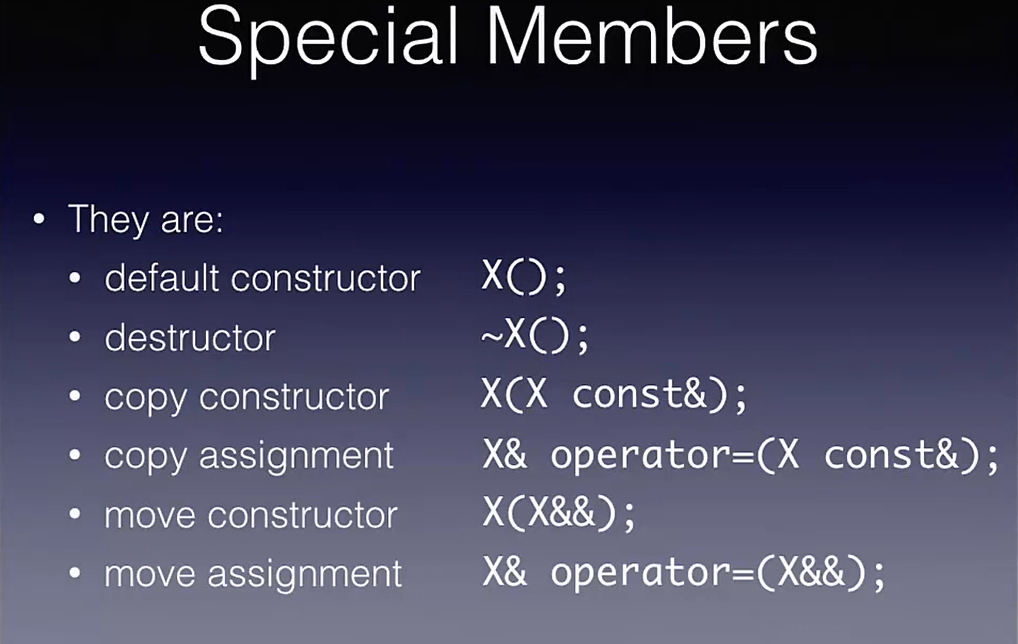 Special Members
• They are:
• default constructor X();
• destructor ~X();
• copy constructor X(X const&);
• copy assignment X& operator=(X const&);
• move constructor X(X&&);
• move assignment X& operator=(X&&);